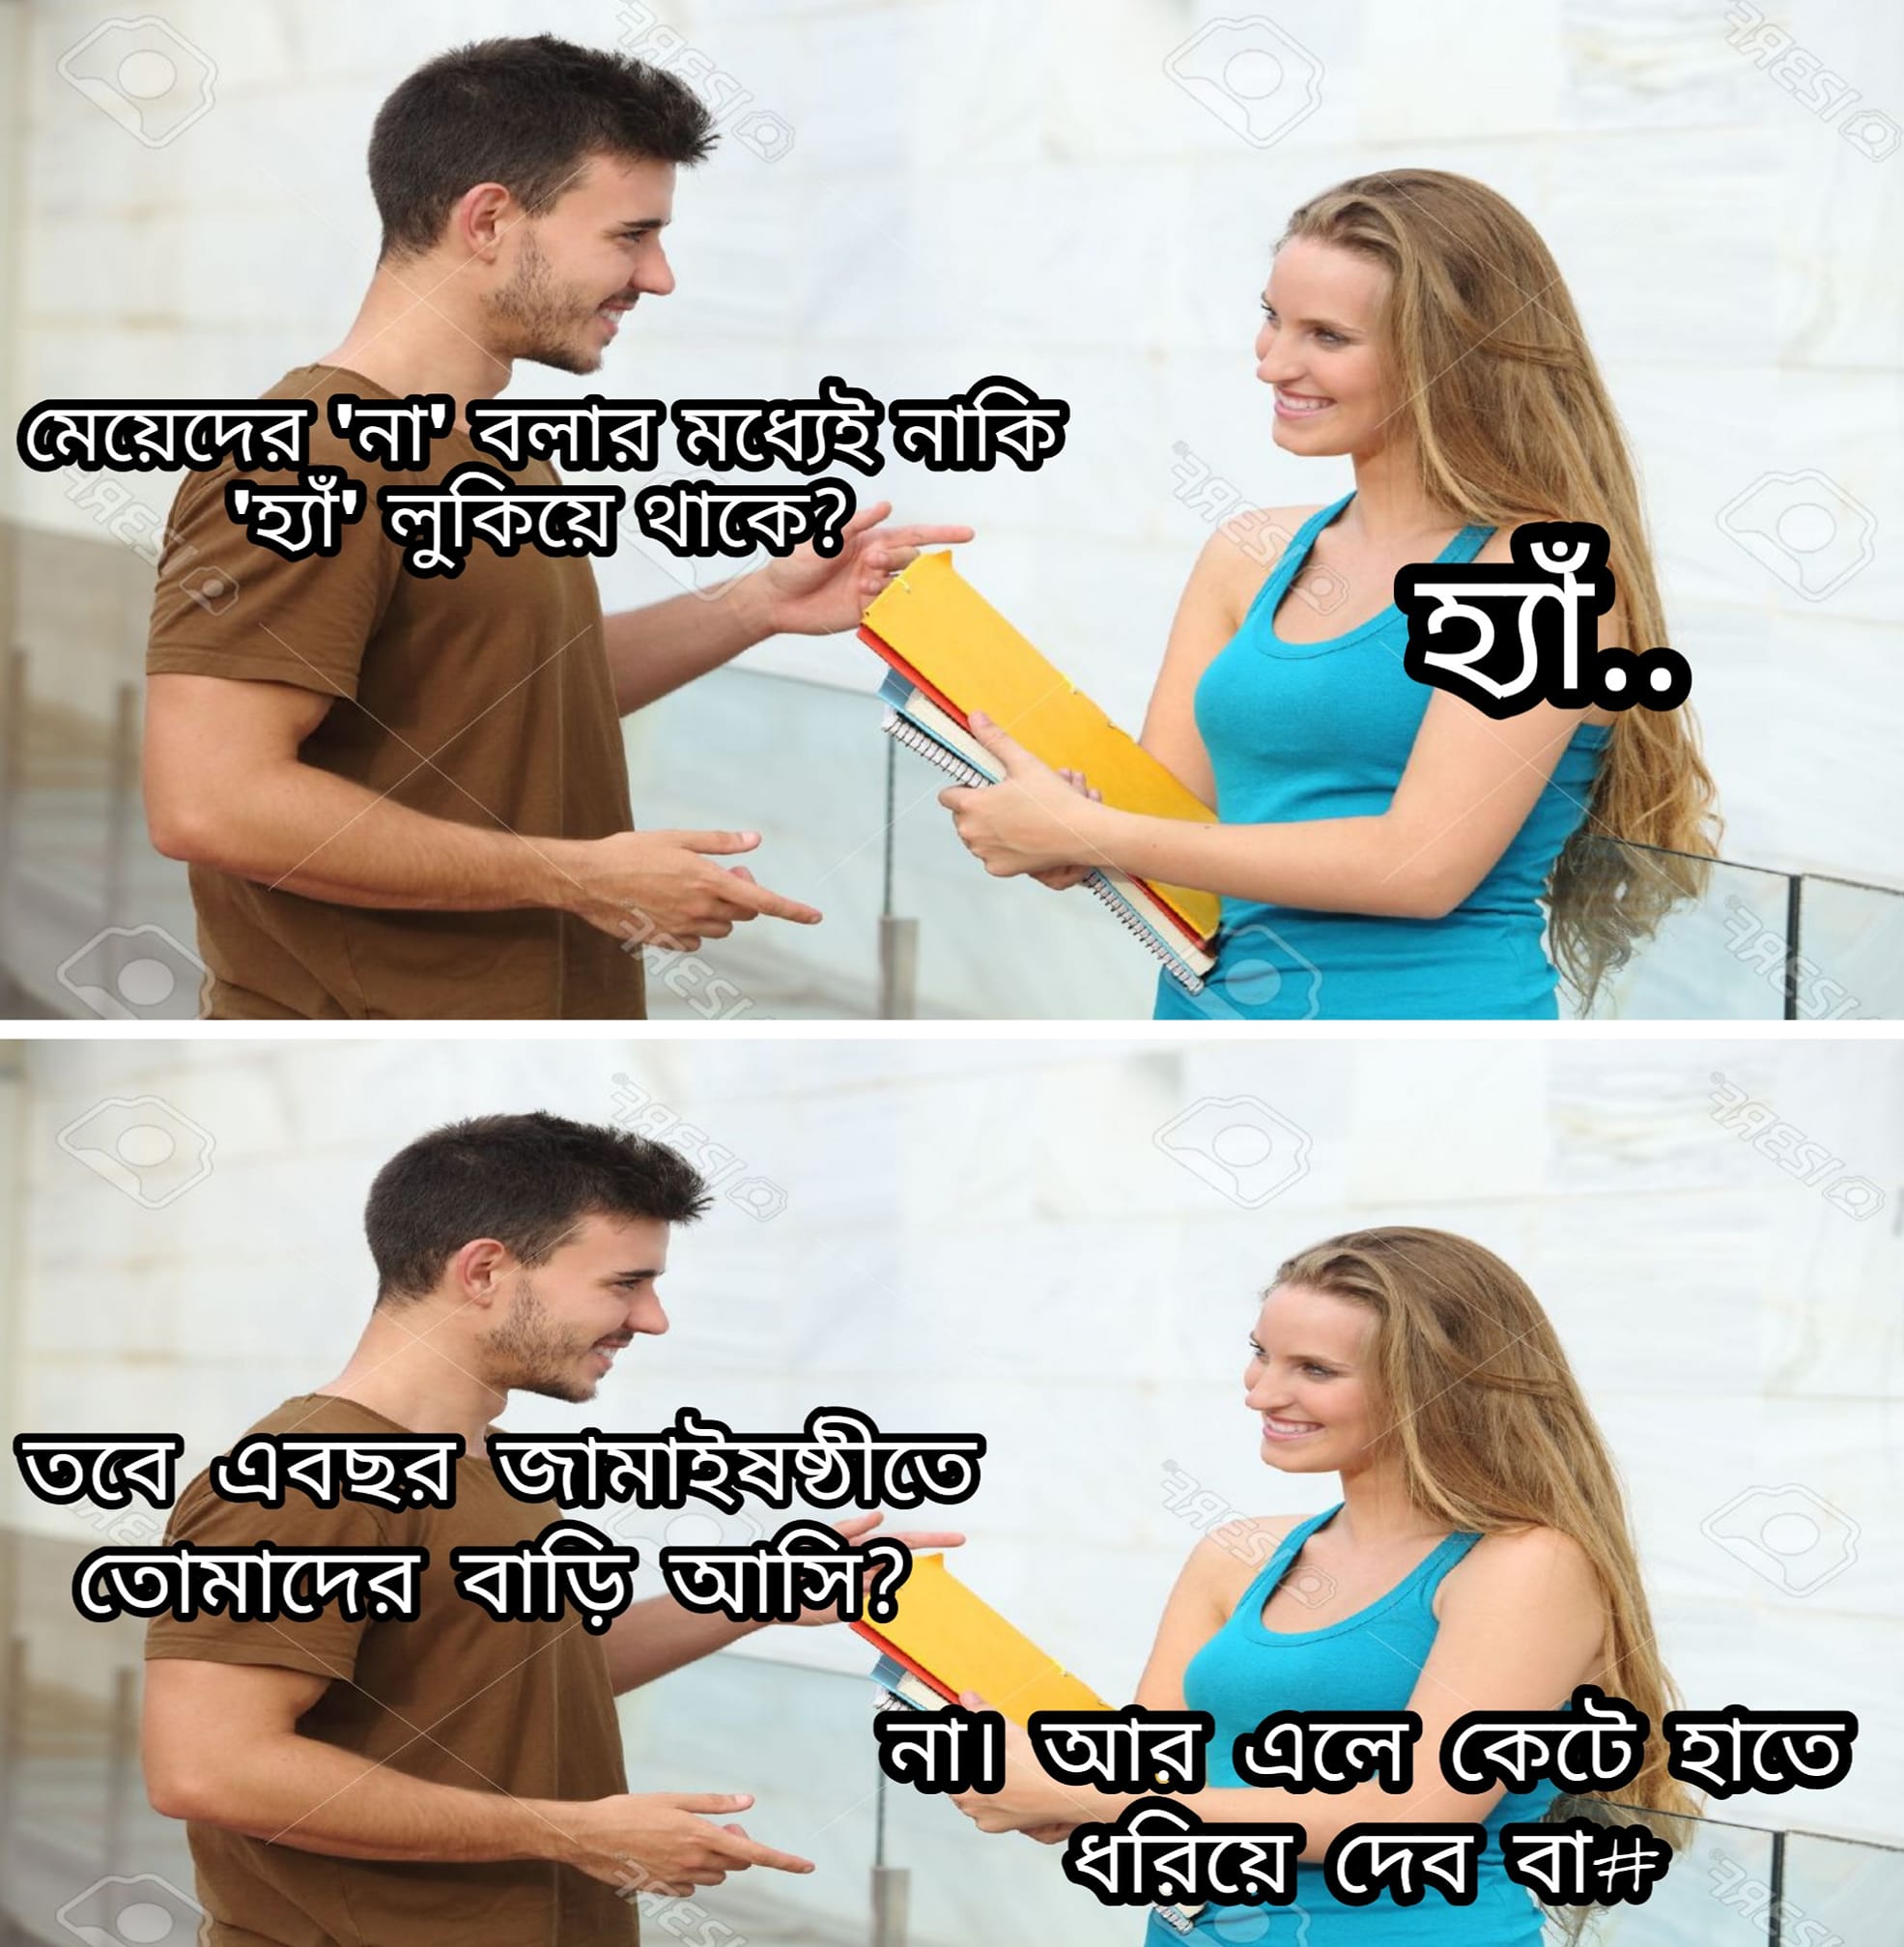 মেয়েদের 'না' বলার মধ্যেই নাকি
'হ্যাঁ' লুকিয়ে থাকে?
হ্যাঁ..
তবে এবছর জামাইষষ্ঠীতে
তোমাদের বাড়ি আসি?
না। আর এলে কেটে হাতে
ধরিয়ে দেব বা#